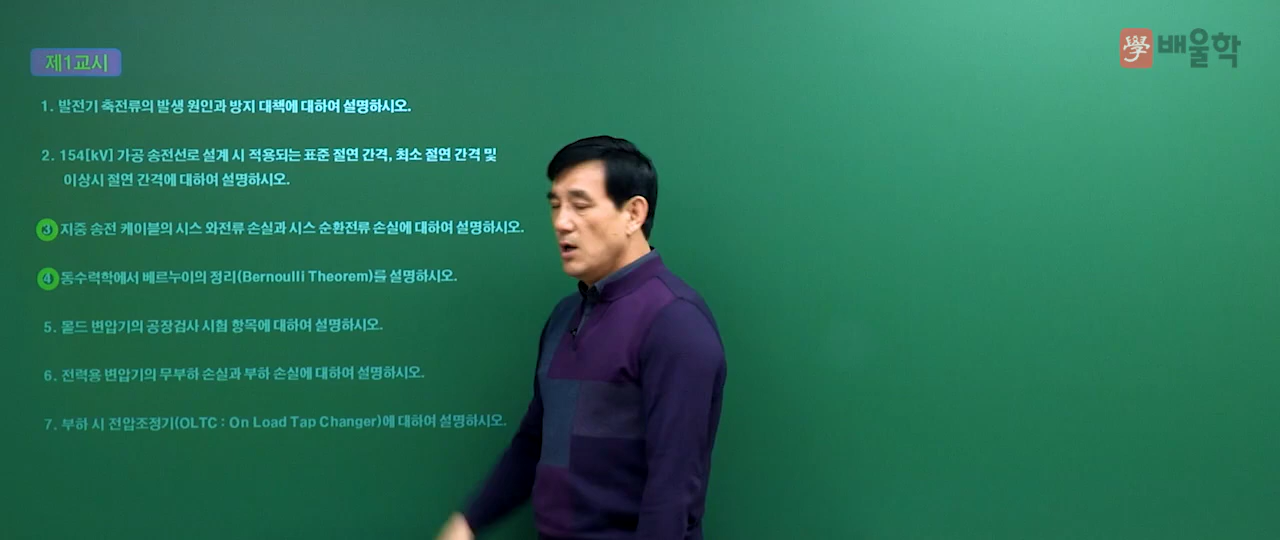 學 배울학
제1교시
1. 발전기 축전류의 발생 원인과 방지 대책에 대하여 설명하시오.
2. 154[kV] 가공 송전선로 설계 시 적용되는 표준 절연 간격, 최소 절연 간격 및
이상시 절연 간격에 대하여 설명하시오.
3 지중 송전 케이블의 시스 와전류 손실과 시스 순환전류 손실에 대하여 설명하시오.
4 동수력학에서 베르누이의 정리(Bernoulli Theorem)를 설명하시오.
5. 몰드 변압기의 공장검사 시험 항목에 대하여 설명하시오.
6. 전력용 변압기의 무부하 손실과 부하 손실에 대하여 설명하시오.
7. 부하 시 전압조정기(OLTC : On Load Tap Changer)에 대하여 설명하시오.